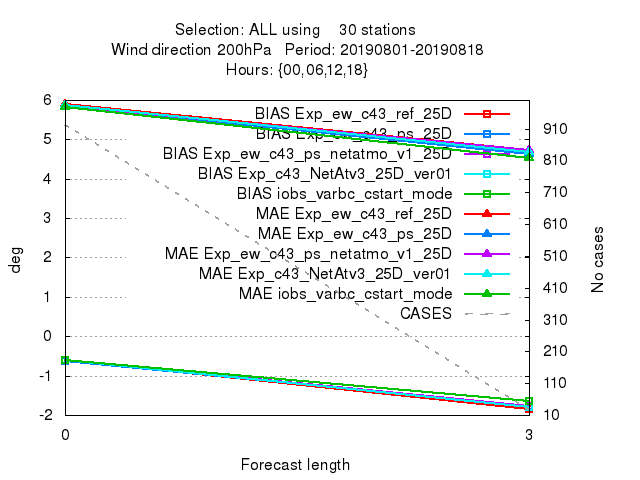 Selection: ALL using 30 stations
Wind direction 200hPa Period: 20190801-20190818
Hours: {00,06,12,18}
BIAS Exp_ew_c43_ref_25D
BIAS Exp_ew_c43_ps_25D
BIAS Exp_ew_c43_ps_netatmo_v1_25D
BIAS Exp_c43_NetAtv3_25D_ver01
BIAS iobs_varbc_cstart_mode
MAE Exp_ew_c43_ref_25D
MAE Exp_ew_c43_ps_25D
MAE Exp_ew_c43_ps_netatmo_v1_25D
MAE Exp_c43_NetAtv3_25D_ver01
MAE iobs_varbc_cstart_mode
CASES
6
5
4
3
2
1
0
-1
-2
deg
910
810
710
610
510
410
310
210
110
10
No cases
0 3
Forecast length